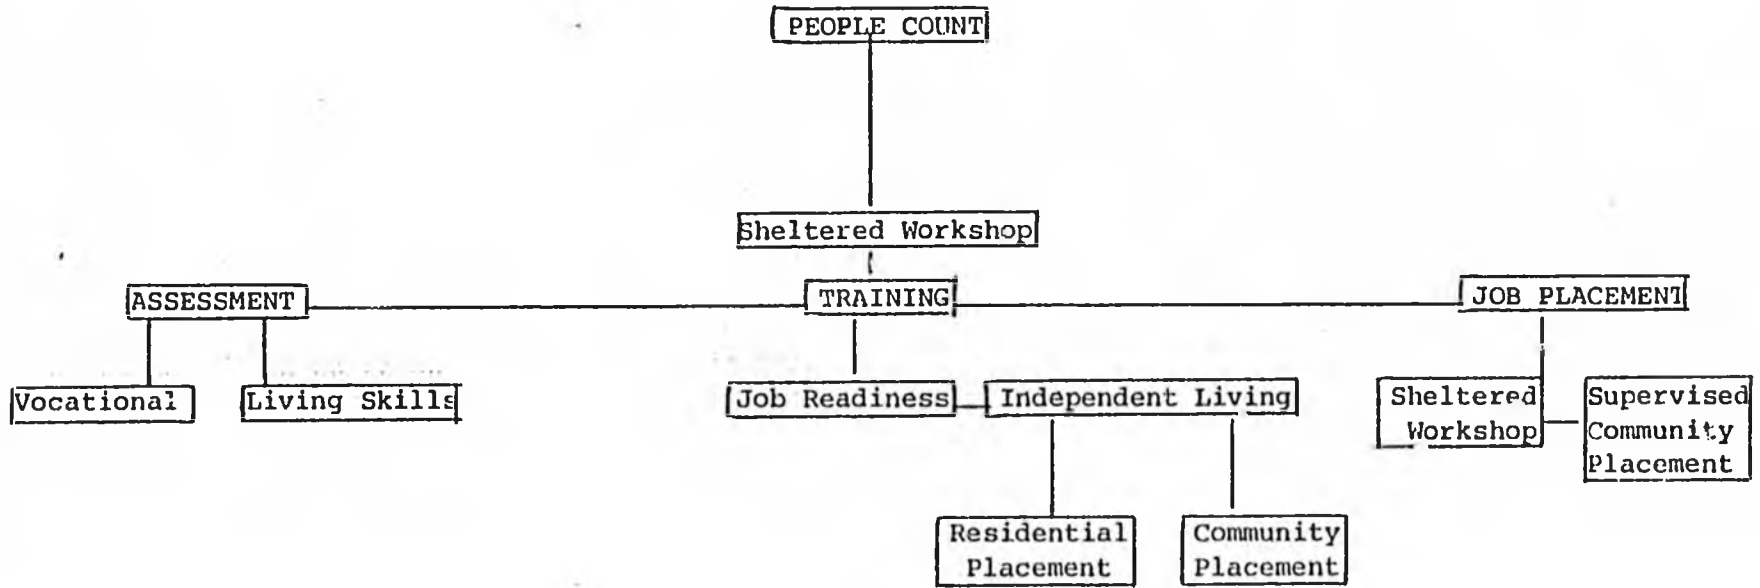 PEOPLE COUNT
Sheltered Workshop
ASSESSMENT
TRAINING
JOB PLACEMENT
Vocational
Living Skills
Job Readiness
Independent Living
Sheltered
Workshop
Supervised
Community
Placement
Residential
Placement
Community
Placement